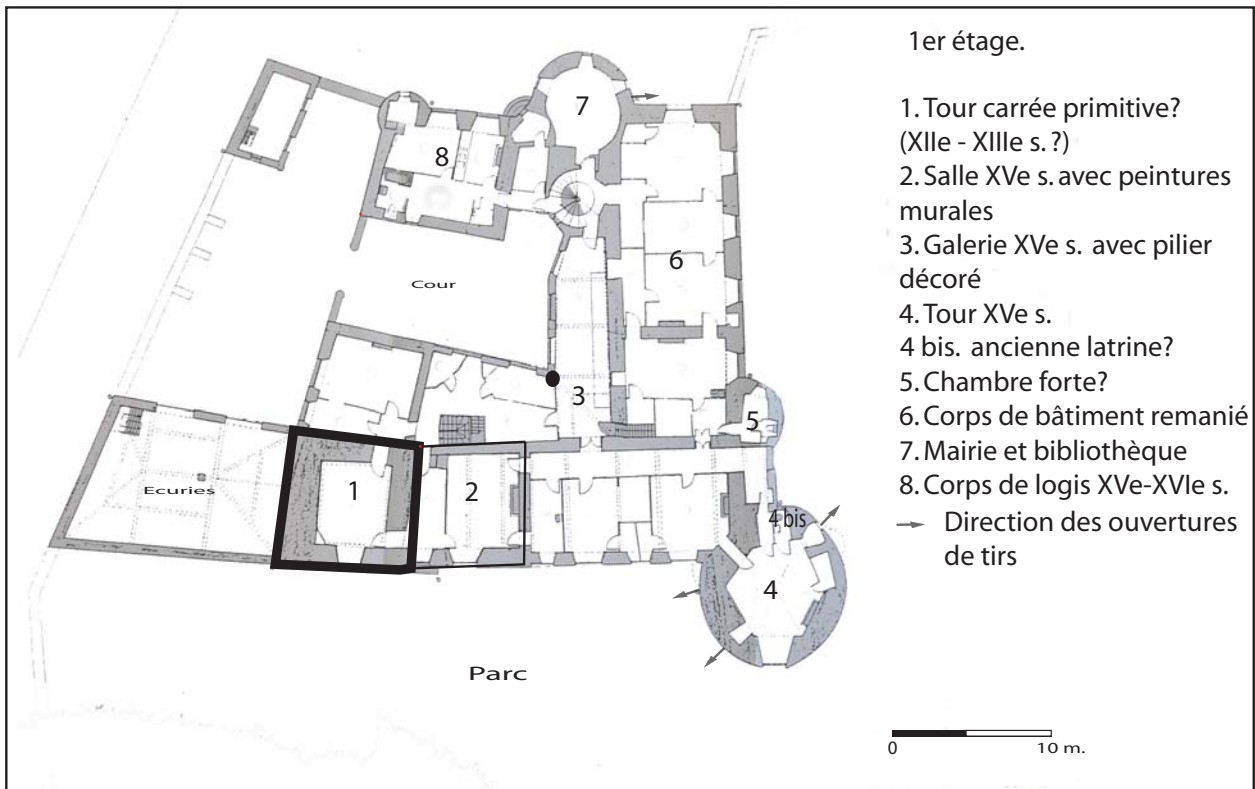 1er étage.
1. Tour carrée primitive?
(XIIe - XIIIe s. ?)
2. Salle XVe s. avec peintures
murales
3. Galerie XVe s. avec pilier
décoré
4. Tour XVe s.
4 bis. ancienne latrine?
5. Chambre forte?
6. Corps de bâtiment remanié
7. Mairie et bibliothèque
8. Corps de logis XVe-XVIe s.
Direction des ouvertures
de tirs
7
8
6
Cour
3
5
Ecuries
1
2
4 bis
4
Parc
0 10 m.